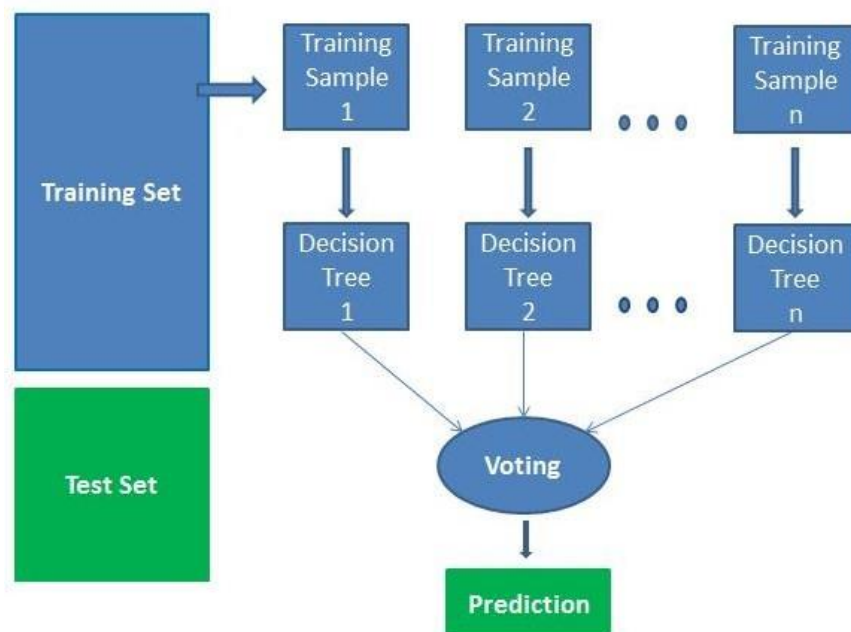 Training Set
Training
Sample
1
Training
Sample
2
Training
Sample
n
Decision
Tree
1
Decision
Tree
2
Decision
Tree
n
Test Set
Voting
Prediction